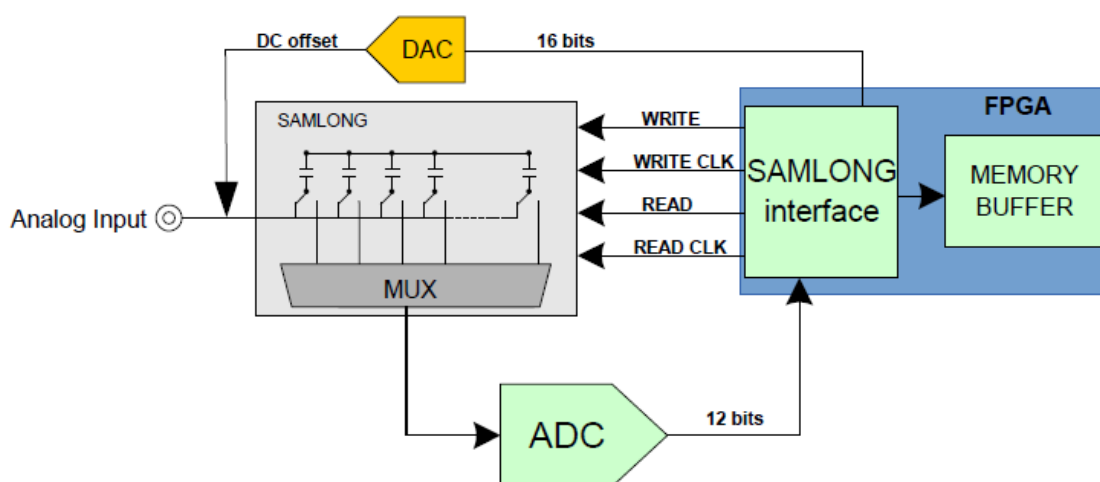 DC offset
DAC
16 bits
FPGA
SAMLONG
WRITE
WRITE CLK
READ
READ CLK
SAMLONG
interface
MEMORY
BUFFER
Analog Input
MUX
ADC
12 bits